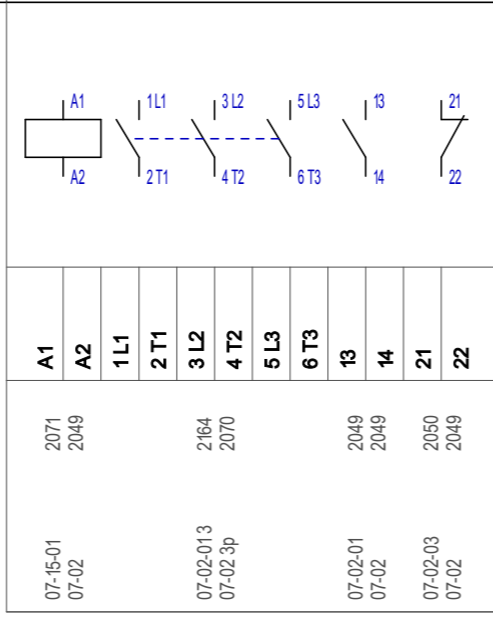 A1 1 L1 3 L2 5 L3 13 21
A2 2 T1 4 T2 6 T3 14 22
A1
A2
1 L1
2 T1
3 L2
4 T2
5 L3
6 T3
13
14
21
22
2071
2049
2164
2070
2049
2049
2050
2049
07-15-01
07-02
07-02-01 3
07-02 3p
07-02-01
07-02
07-02-03
07-02